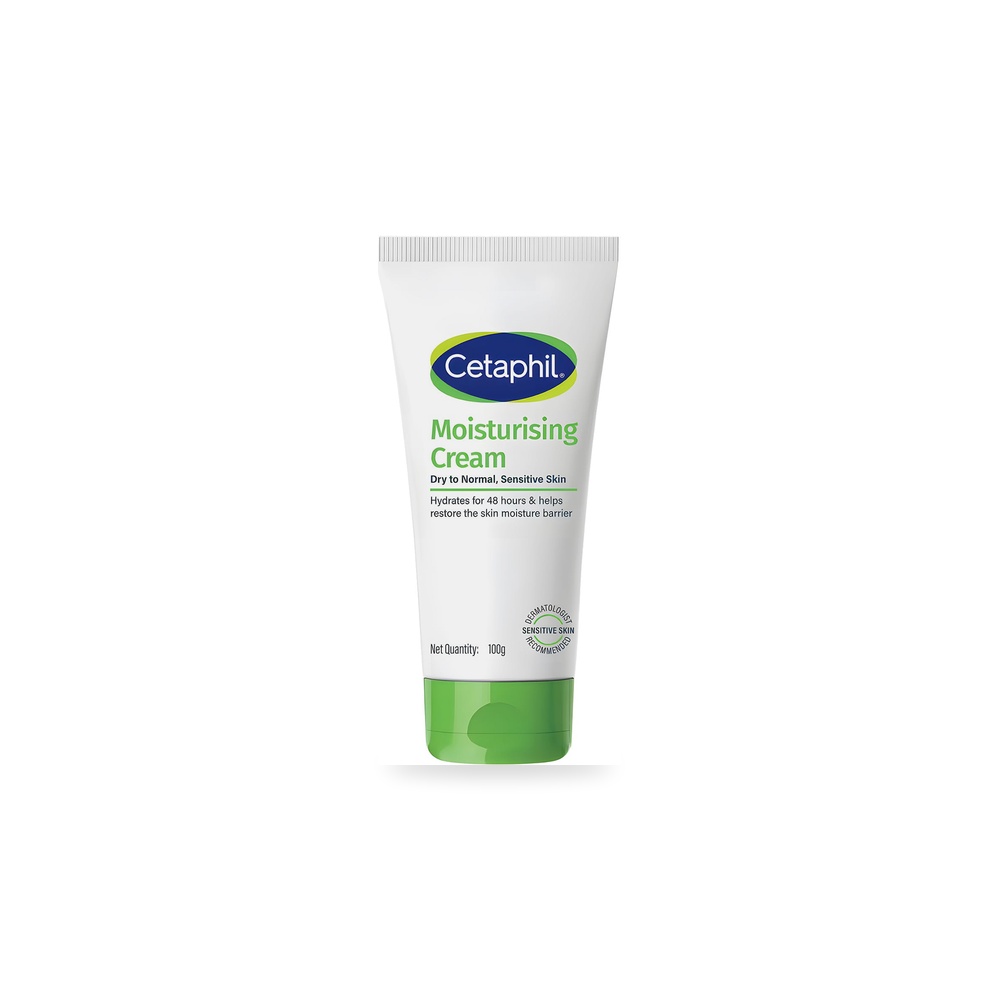 Cetaphil®
Moisturising
Cream
Dry to Normal, Sensitive Skin
Hydrates for 48 hours & helps
restore the skin moisture barrier
DERMATOLOGIST
SENSITIVE SKIN
RECOMMENDED
Net Quantity: 100g